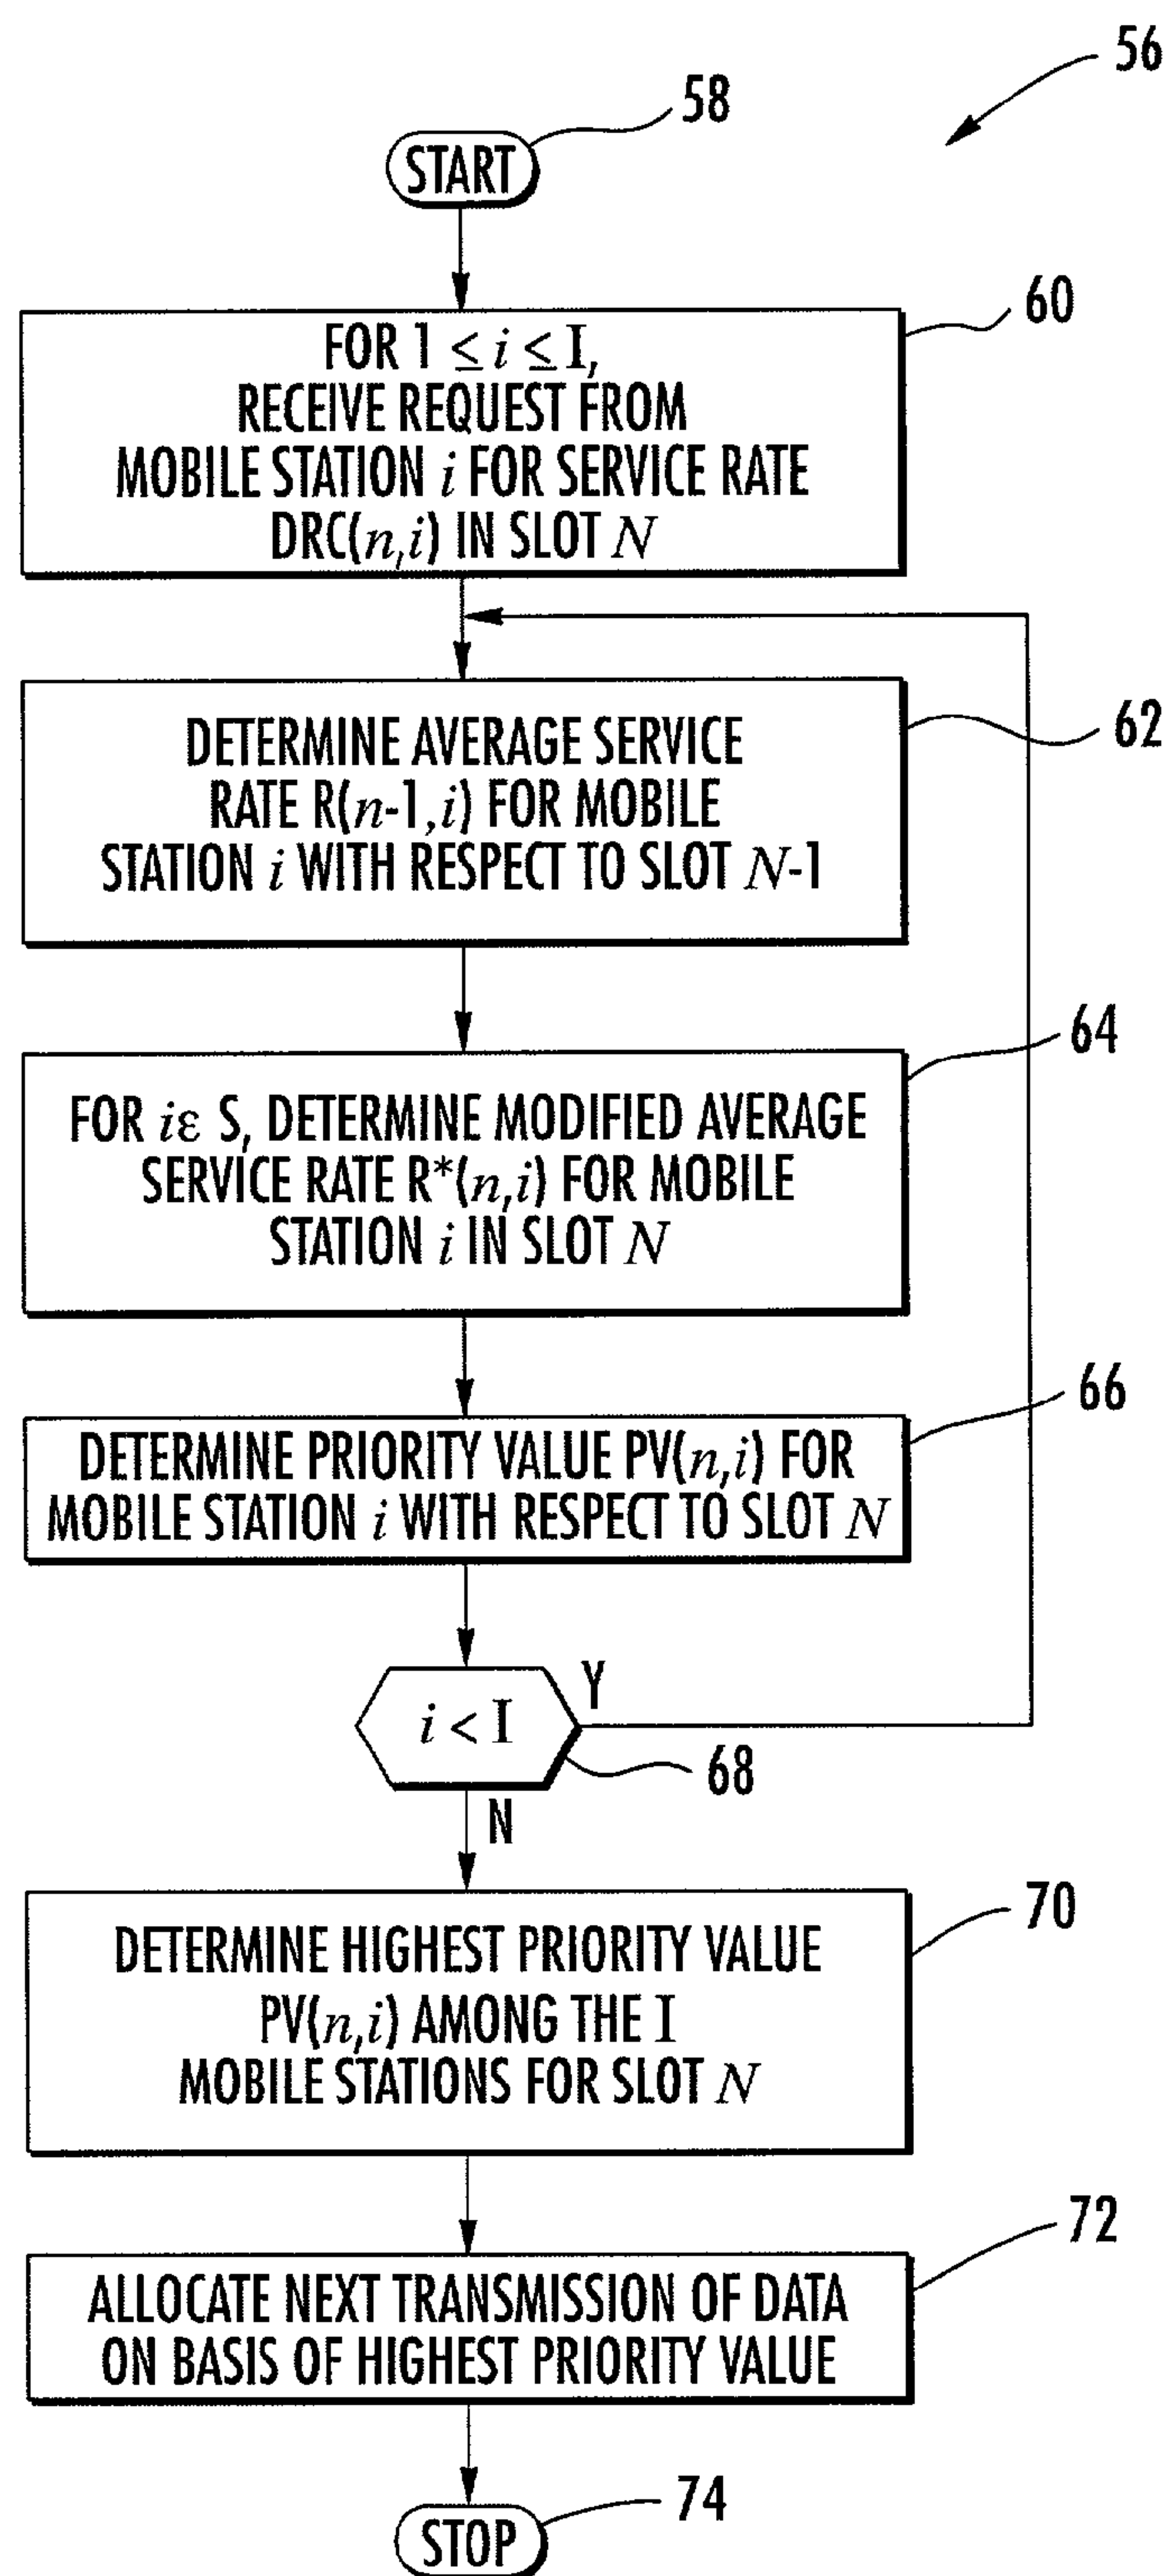 56
58
START
60
FOR 1 ≤ i ≤ I,
RECEIVE REQUEST FROM
MOBILE STATION i FOR SERVICE RATE
DRC(n,i) IN SLOT N
62
DETERMINE AVERAGE SERVICE
RATE R(n-1,i) FOR MOBILE
STATION i WITH RESPECT TO SLOT N-1
64
FOR iε S, DETERMINE MODIFIED AVERAGE
SERVICE RATE R*(n,i) FOR MOBILE
STATION i IN SLOT N
66
DETERMINE PRIORITY VALUE PV(n,i) FOR
MOBILE STATION i WITH RESPECT TO SLOT N
Y
i < I
68
N
70
DETERMINE HIGHEST PRIORITY VALUE
PV(n,i) AMONG THE I
MOBILE STATIONS FOR SLOT N
72
ALLOCATE NEXT TRANSMISSION OF DATA
ON BASIS OF HIGHEST PRIORITY VALUE
74
STOP